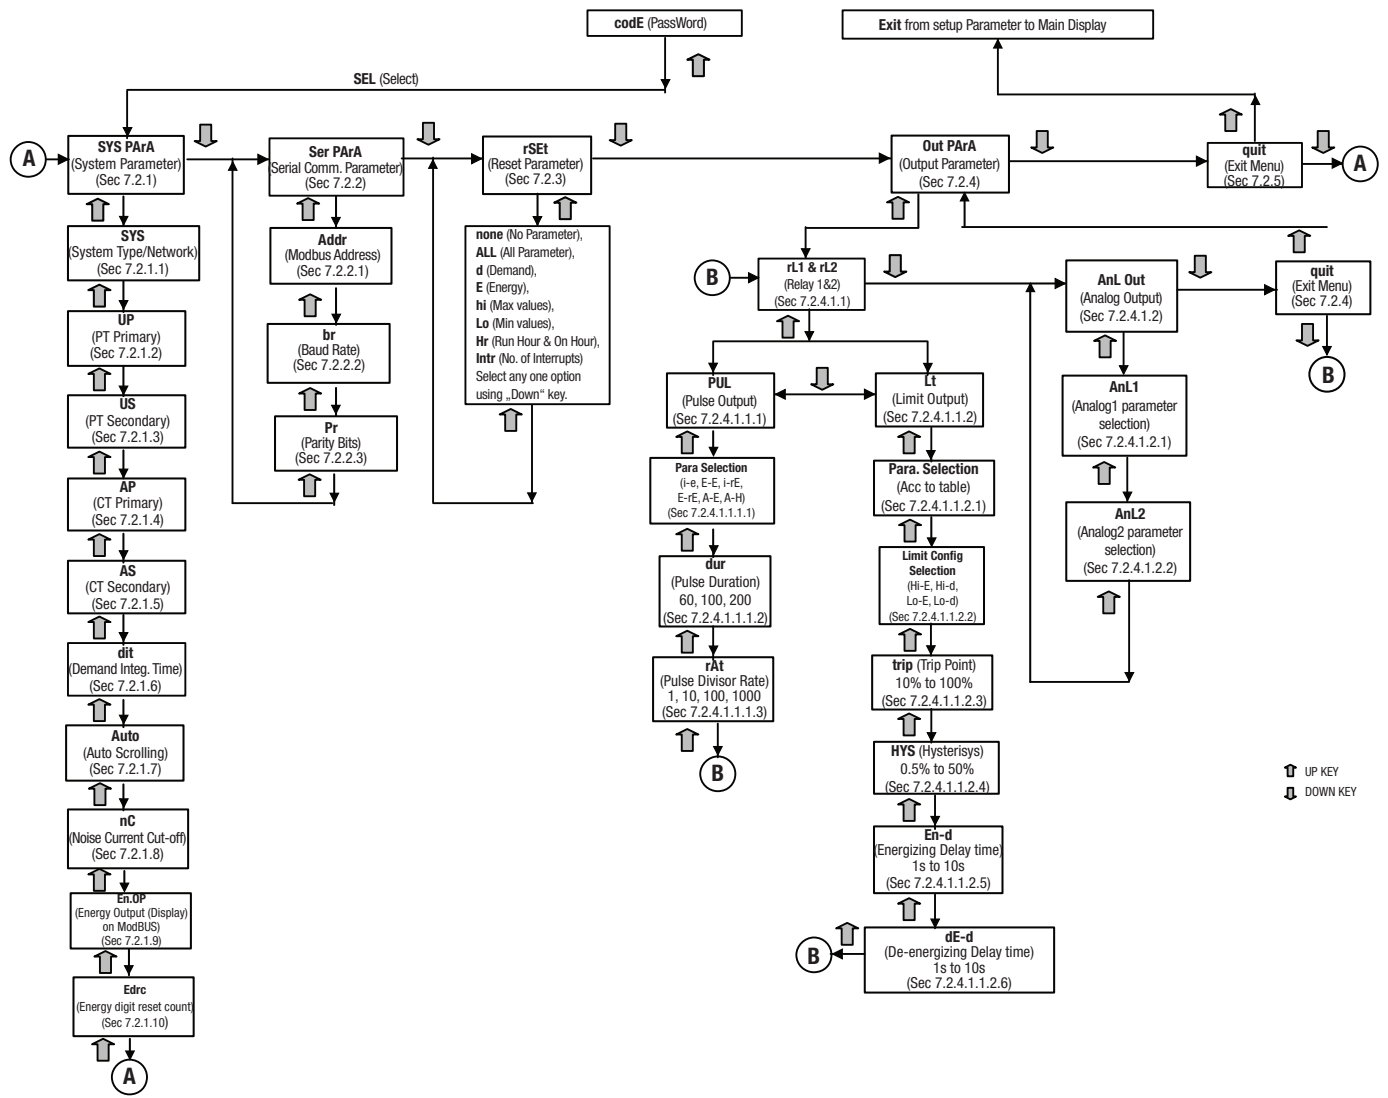 codE (PassWord)
Exit from setup Parameter to Main Display
SEL (Select)
A
SYS PArA
(System Parameter)
(Sec 7.2.1)
Ser PArA
(Serial Comm. Parameter)
(Sec 7.2.2)
rSEt
(Reset Parameter)
(Sec 7.2.3)
Out PArA
(Output Parameter)
(Sec 7.2.4)
quit
(Exit Menu)
(Sec 7.2.5)
A
SYS
(System Type/Network)
(Sec 7.2.1.1)
UP
(PT Primary)
(Sec 7.2.1.2)
US
(PT Secondary)
(Sec 7.2.1.3)
AP
(CT Primary)
(Sec 7.2.1.4)
AS
(CT Secondary)
(Sec 7.2.1.5)
dit
(Demand Integ. Time)
(Sec 7.2.1.6)
Auto
(Auto Scrolling)
(Sec 7.2.1.7)
nC
(Noise Current Cut-off)
(Sec 7.2.1.8)
En.OP
(Energy Output (Display)
on ModBUS)
(Sec 7.2.1.9)
Edrc
(Energy digit reset count)
(Sec 7.2.1.10)
A
Addr
(Modbus Address)
(Sec 7.2.2.1)
br
(Baud Rate)
(Sec 7.2.2.2)
Pr
(Parity Bits)
(Sec 7.2.2.3)
none (No Parameter),
ALL (All Parameter),
d (Demand),
E (Energy),
hi (Max values),
Lo (Min values),
Hr (Run Hour & On Hour),
Intr (No. of Interrupts)
Select any one option
using „Down“ key.
B
rL1 & rL2
(Relay 1&2)
(Sec 7.2.4.1.1)
AnL Out
(Analog Output)
(Sec 7.2.4.1.2)
quit
(Exit Menu)
(Sec 7.2.4)
B
PUL
(Pulse Output)
(Sec 7.2.4.1.1.1)
Para Selection
(i-e, E-E, i-rE,
E-rE, A-E, A-H)
(Sec 7.2.4.1.1.1.1)
dur
(Pulse Duration)
60, 100, 200
(Sec 7.2.4.1.1.1.2)
rAt
(Pulse Divisor Rate)
1, 10, 100, 1000
(Sec 7.2.4.1.1.1.3)
B
Lt
(Limit Output)
(Sec 7.2.4.1.1.2)
Para. Selection
(Acc to table)
(Sec 7.2.4.1.1.2.1)
Limit Config
Selection
(Hi-E, Hi-d,
Lo-E, Lo-d)
(Sec 7.2.4.1.1.2.2)
trip (Trip Point)
10% to 100%
(Sec 7.2.4.1.1.2.3)
HYS (Hysterisys)
0.5% to 50%
(Sec 7.2.4.1.1.2.4)
En-d
(Energizing Delay time)
1s to 10s
(Sec 7.2.4.1.1.2.5)
B
dE-d
(De-energizing Delay time)
1s to 10s
(Sec 7.2.4.1.1.2.6)
AnL1
(Analog1 parameter
selection)
(Sec 7.2.4.1.2.1)
AnL2
(Analog2 parameter
selection)
(Sec 7.2.4.1.2.2)
UP KEY
DOWN KEY